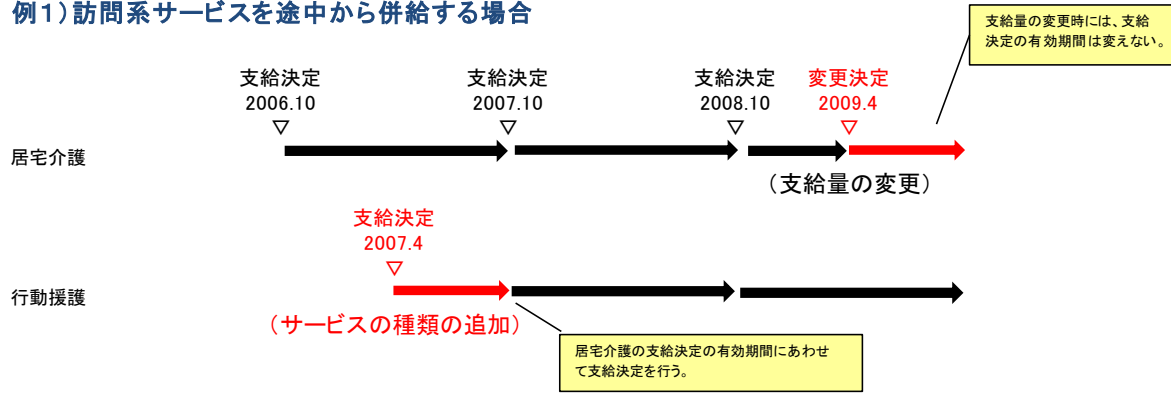 例1）訪問系サービスを途中から併給する場合
支給量の変更時には、支給
決定の有効期間は変えない。
支給決定
2006.10
▽
支給決定
2007.10
▽
支給決定
2008.10
▽
変更決定
2009.4
▽
居宅介護
（支給量の変更）
支給決定
2007.4
▽
行動援護
（サービスの種類の追加）
居宅介護の支給決定の有効期間にあわせ
て支給決定を行う。